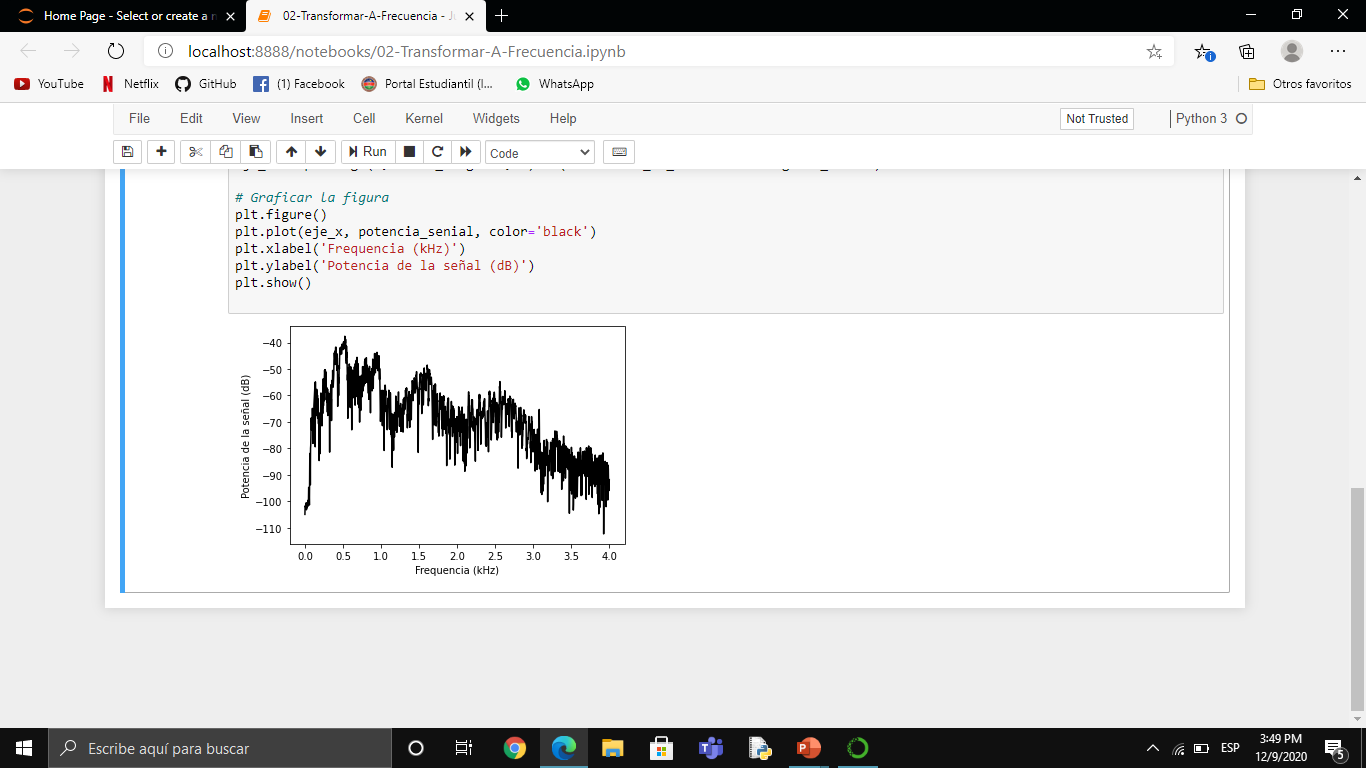 Home Page - Select or create a n
02-Transformar-A-Frecuencia - Ju
localhost:8888/notebooks/02-Transformar-A-Frecuencia.ipynb
YouTube Netflix GitHub (1) Facebook Portal Estudiantil (I... WhatsApp Otros favoritos
File Edit View Insert Cell Kernel Widgets Help Not Trusted Python 3
Run Code
# Graficar la figura
plt.figure()
plt.plot(eje_x, potencia_senial, color='black')
plt.xlabel('Frequencia (kHz)')
plt.ylabel('Potencia de la señal (dB)')
plt.show()
Potencia de la señal (dB)
−40
−50
−60
−70
−80
−90
−100
−110
0.0 0.5 1.0 1.5 2.0 2.5 3.0 3.5 4.0
Frequencia (kHz)
Escribe aquí para buscar
ESP
3:49 PM
12/9/2020
5